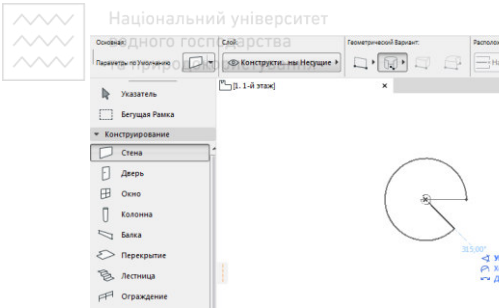 Національний університет
водного господарства
та природокористування
Основная:
Слой:
Геометрический Вариант:
Располож
Параметры по Умолчанию
Конструкти...ны Несущие
[1. 1-й этаж]
Указатель
Бегущая Рамка
Конструирование
Стена
Дверь
Окно
Колонна
Балка
Перекрытие
Лестница
Ограждение
315,00°